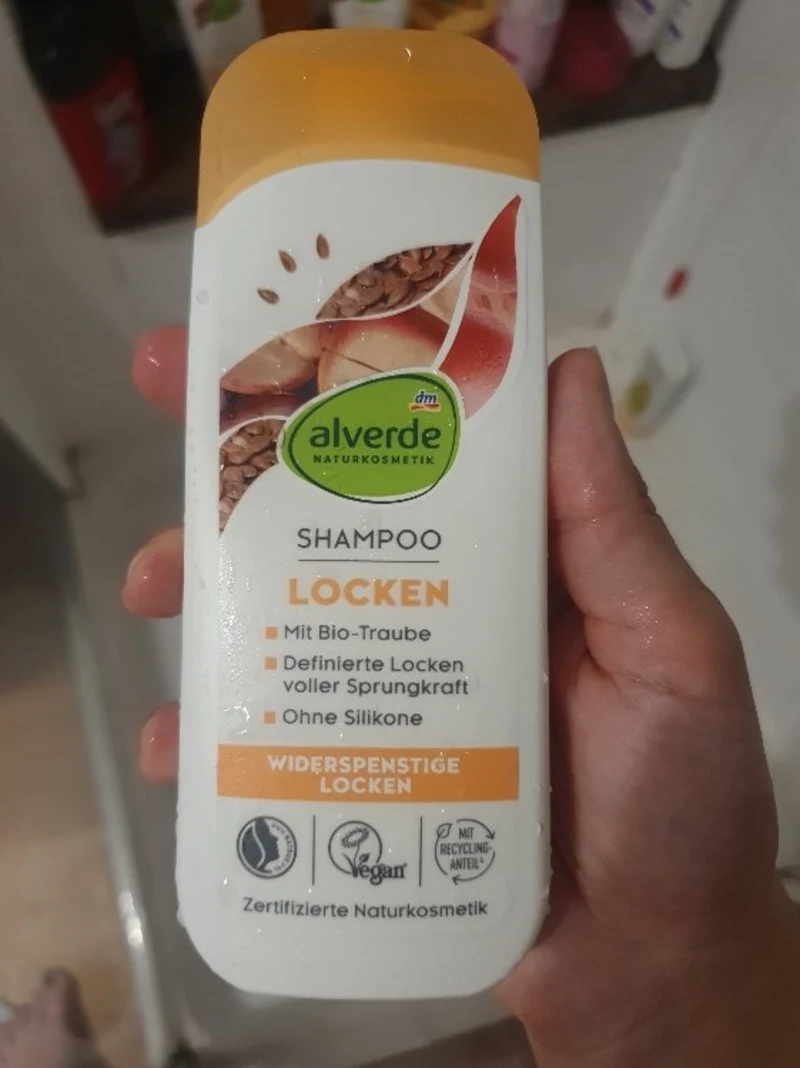 dm
alverde
NATURKOSMETIK
SHAMPOO
LOCKEN
Mit Bio-Traube
Definierte Locken
voller Sprungkraft
Ohne Silikone
WIDERSPENSTIGE
LOCKEN
Vegan
MIT
RECYCLING-
ANTEIL
Zertifizierte Naturkosmetik